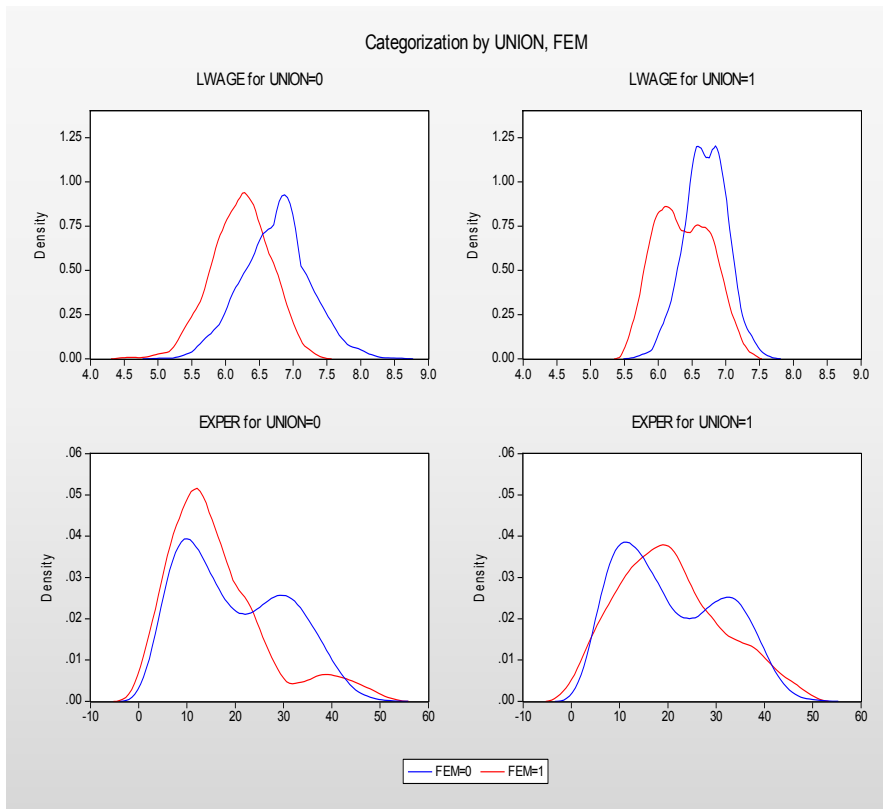 Categorization by UNION, FEM
LWAGE for UNION=0
LWAGE for UNION=1
Density
1.25
1.00
0.75
0.50
0.25
0.00
4.0 4.5 5.0 5.5 6.0 6.5 7.0 7.5 8.0 8.5 9.0
Density
1.25
1.00
0.75
0.50
0.25
0.00
4.0 4.5 5.0 5.5 6.0 6.5 7.0 7.5 8.0 8.5 9.0
EXPER for UNION=0
EXPER for UNION=1
Density
.06
.05
.04
.03
.02
.01
.00
-10 0 10 20 30 40 50 60
Density
.06
.05
.04
.03
.02
.01
.00
-10 0 10 20 30 40 50 60
FEM=0 FEM=1